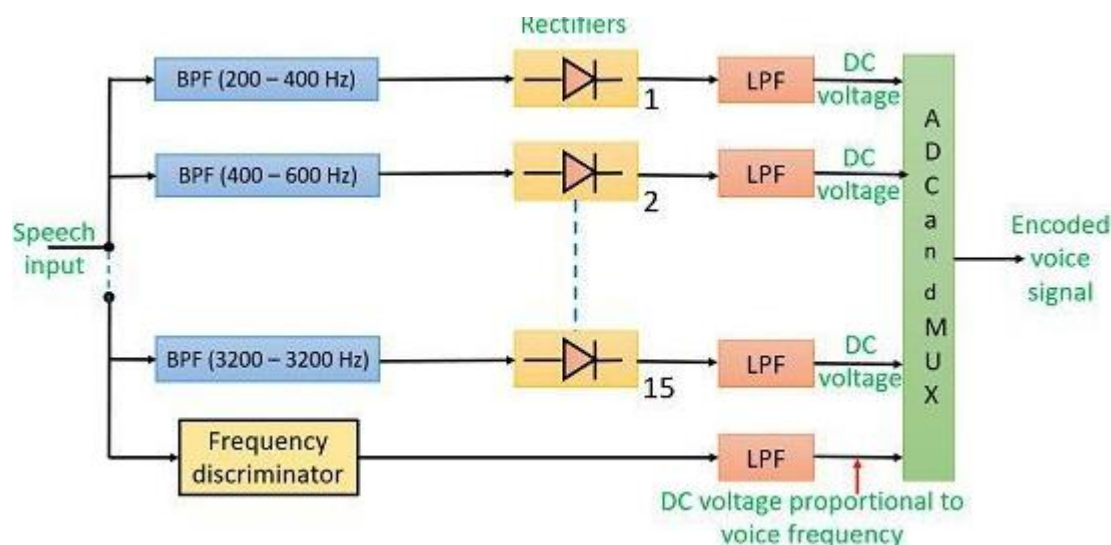 Rectifiers
BPF (200 – 400 Hz)
1
LPF
DC
voltage
BPF (400 – 600 Hz)
2
LPF
DC
voltage
Speech
input
BPF (3200 – 3200 Hz)
15
LPF
DC
voltage
Frequency
discriminator
LPF
DC voltage proportional to
voice frequency
A
D
C
a
n
d
M
U
X
Encoded
voice
signal